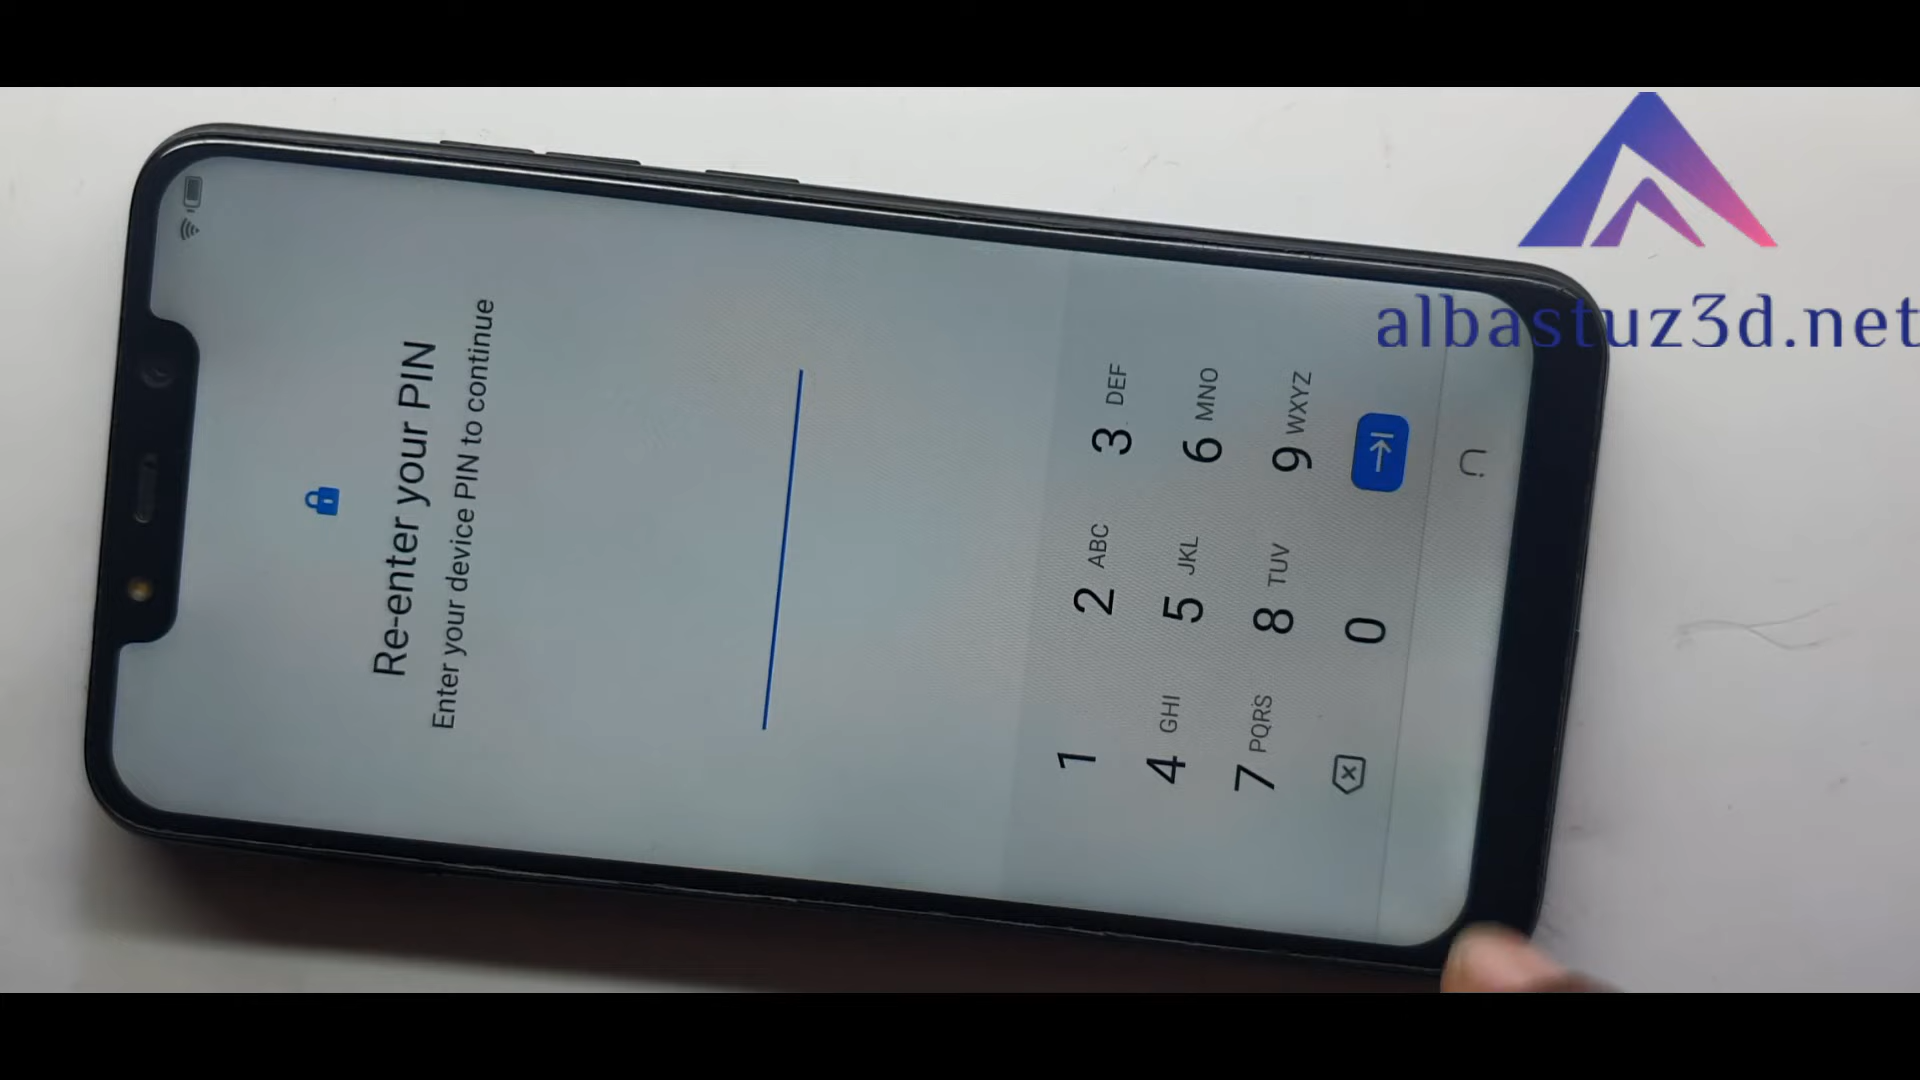 albastuz3d.net
Re-enter your PIN
Enter your device PIN to continue
1
2 ABC
3 DEF
4 GHI
5 JKL
6 MNO
7 PQRS
8 TUV
9 WXYZ
0